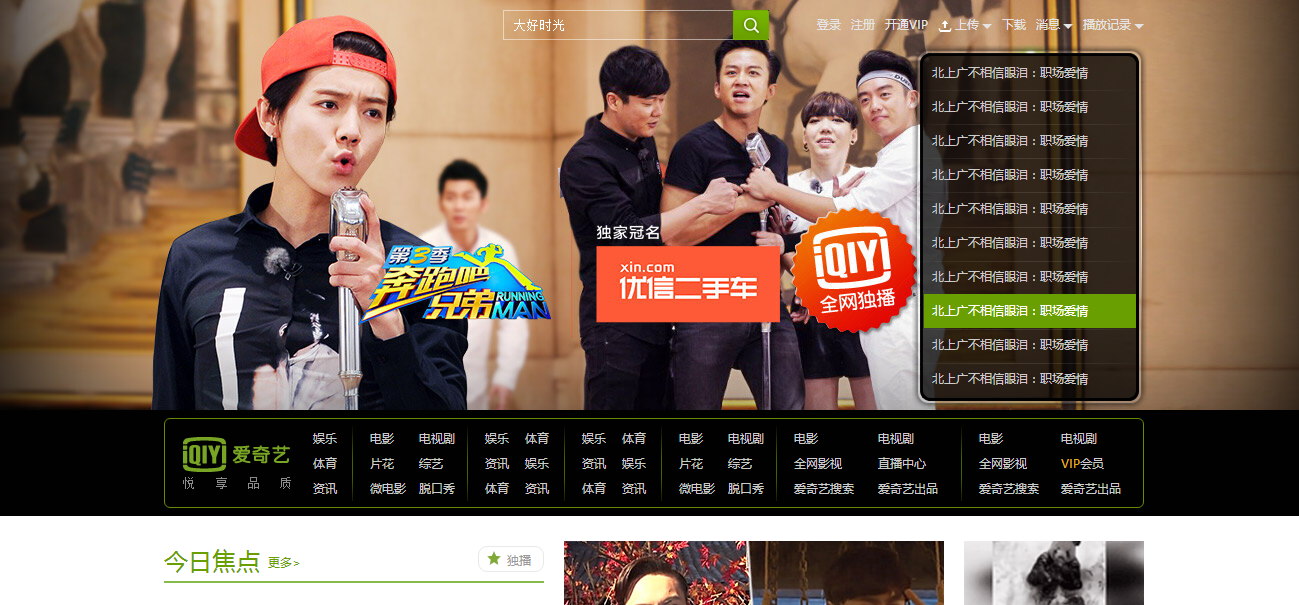 大好时光
登录 注册 开通VIP 上传 下载 消息 播放记录
北上广不相信眼泪：职场爱情
北上广不相信眼泪：职场爱情
北上广不相信眼泪：职场爱情
北上广不相信眼泪：职场爱情
北上广不相信眼泪：职场爱情
北上广不相信眼泪：职场爱情
北上广不相信眼泪：职场爱情
北上广不相信眼泪：职场爱情
北上广不相信眼泪：职场爱情
北上广不相信眼泪：职场爱情
第3季
奔跑吧
兄弟 RUNNING MAN
独家冠名
xin.com
优信二手车
iQIYI
全网独播
iQIYI 爱奇艺
悦享品质
娱乐 电影 电视剧 娱乐 体育 娱乐 体育 电影 电视剧 电影 电视剧 电影 电视剧
体育 片花 综艺 资讯 娱乐 资讯 娱乐 片花 综艺 全网影视 直播中心 全网影视 VIP会员
资讯 微电影 脱口秀 体育 资讯 体育 资讯 微电影 脱口秀 爱奇艺搜索 爱奇艺出品 爱奇艺搜索 爱奇艺出品
今日焦点 更多> 独播